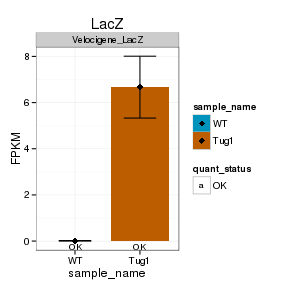 LacZ
Velocigene_LacZ
FPKM
8
6
4
2
0
OK OK
WT Tug1
sample_name
sample_name
WT
Tug1
quant_status
a OK